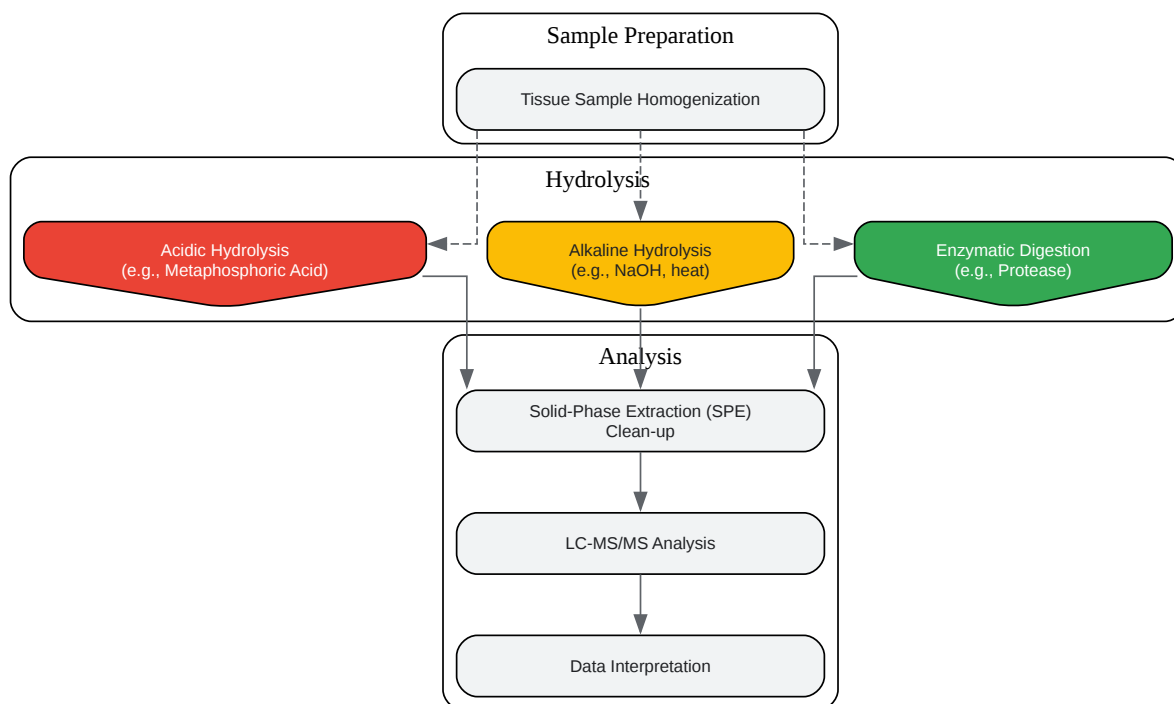 Sample Preparation
Tissue Sample Homogenization
Hydrolysis
Acidic Hydrolysis
(e.g., Metaphosphoric Acid)
Alkaline Hydrolysis
(e.g., NaOH, heat)
Enzymatic Digestion
(e.g., Protease)
Analysis
Solid-Phase Extraction (SPE)
Clean-up
LC-MS/MS Analysis
Data Interpretation